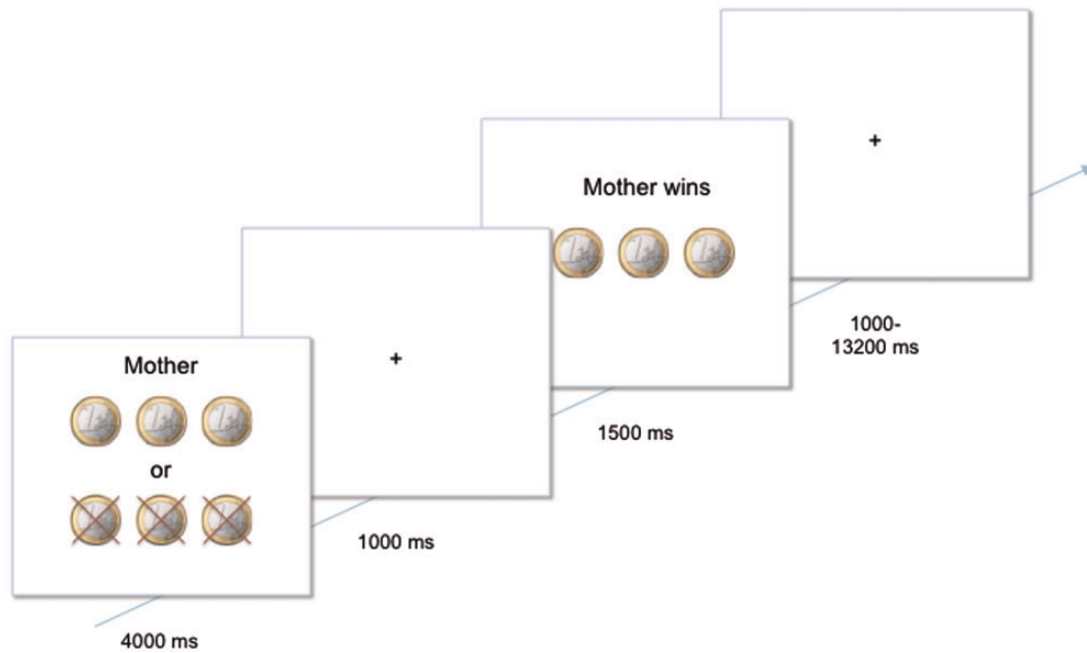 Mother
or
4000 ms
+
1000 ms
Mother wins
1500 ms
+
1000-
13200 ms